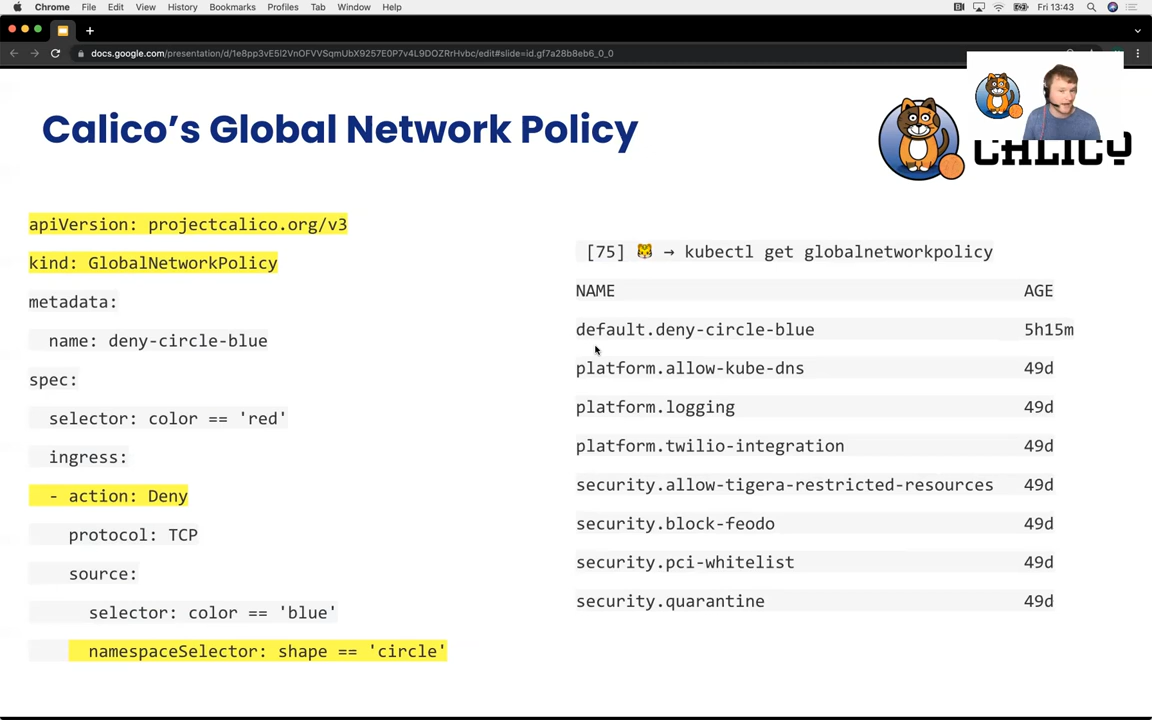 Chrome File Edit View History Bookmarks Profiles Tab Window Help
Fri 13:43
docs.google.com/presentation/d/1e8pp3vE5I2VnOFVVSqmUbX9257E0P7v4L9DOZRrHvbc/edit#slide=id.gf7a28b8eb6_0_0
Calico's Global Network Policy
CALICY
apiVersion: projectcalico.org/v3
kind: GlobalNetworkPolicy
metadata:
name: deny-circle-blue
spec:
selector: color == 'red'
ingress:
- action: Deny
protocol: TCP
source:
selector: color == 'blue'
namespaceSelector: shape == 'circle'
[75] 🐯 → kubectl get globalnetworkpolicy
NAME AGE
default.deny-circle-blue 5h15m
platform.allow-kube-dns 49d
platform.logging 49d
platform.twilio-integration 49d
security.allow-tigera-restricted-resources 49d
security.block-feodo 49d
security.pci-whitelist 49d
security.quarantine 49d